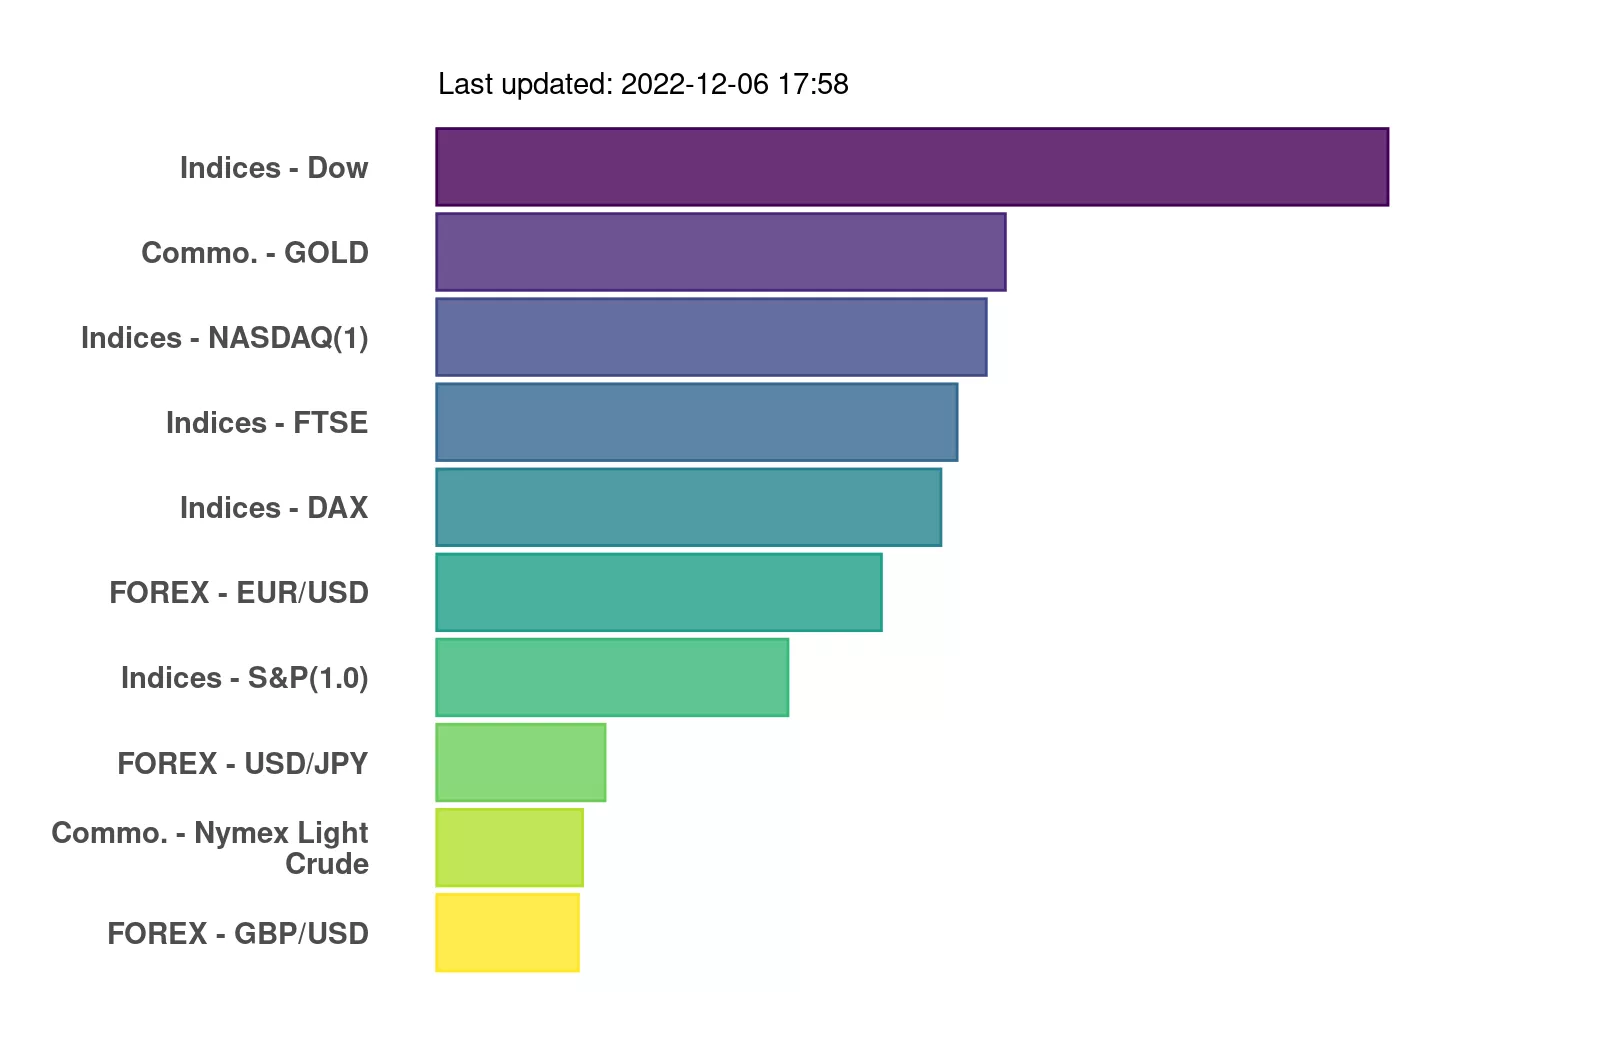 Last updated: 2022-12-06 17:58
Indices - Dow
Commo. - GOLD
Indices - NASDAQ(1)
Indices - FTSE
Indices - DAX
FOREX - EUR/USD
Indices - S&P(1.0)
FOREX - USD/JPY
Commo. - Nymex Light
Crude
FOREX - GBP/USD